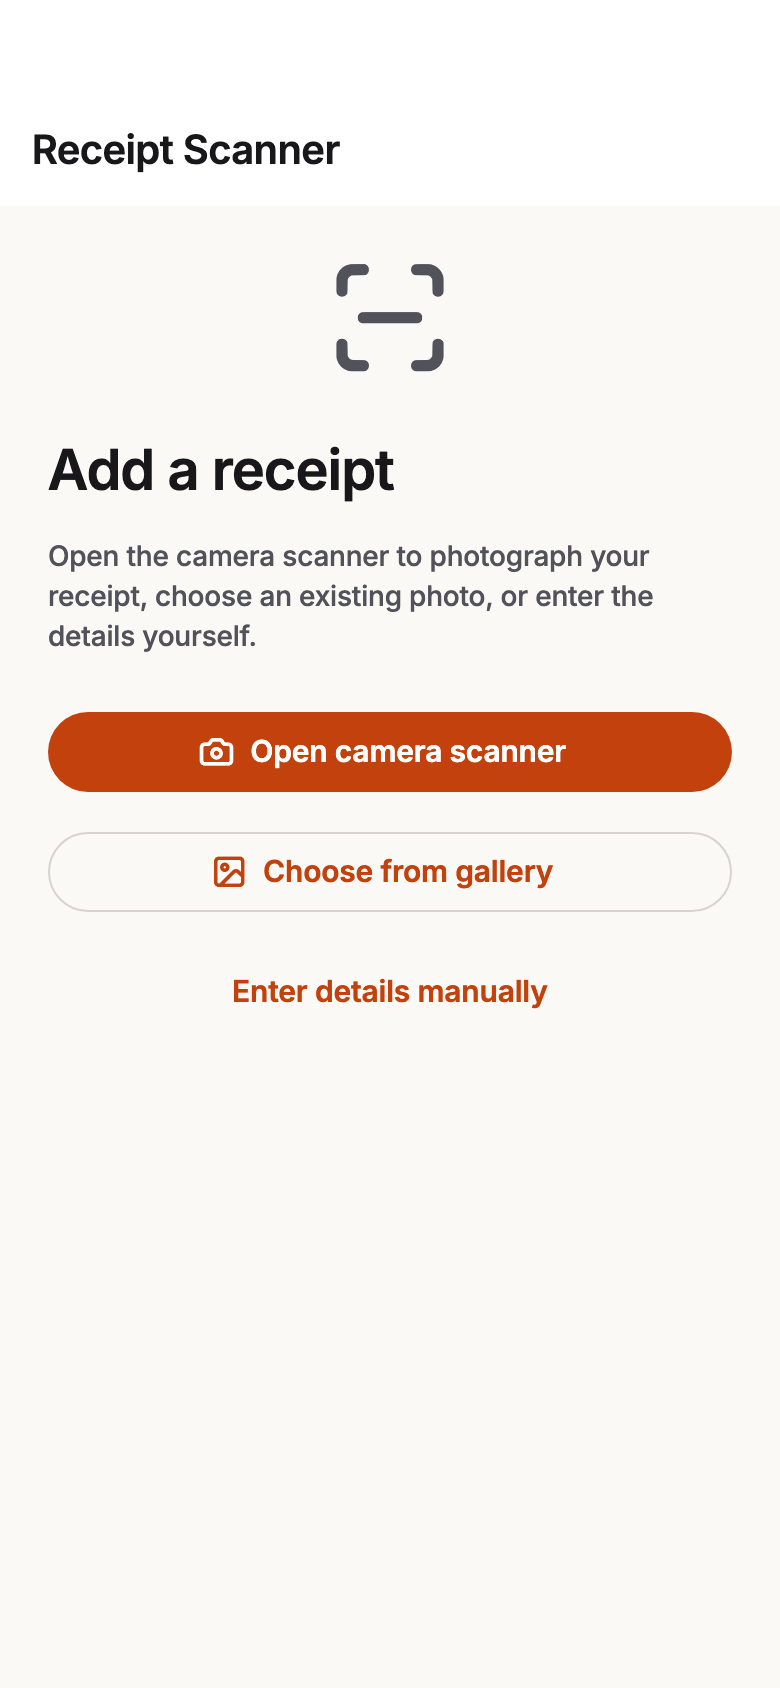 Receipt Scanner
Add a receipt
Open the camera scanner to photograph your
receipt, choose an existing photo, or enter the
details yourself.
Open camera scanner
Choose from gallery
Enter details manually